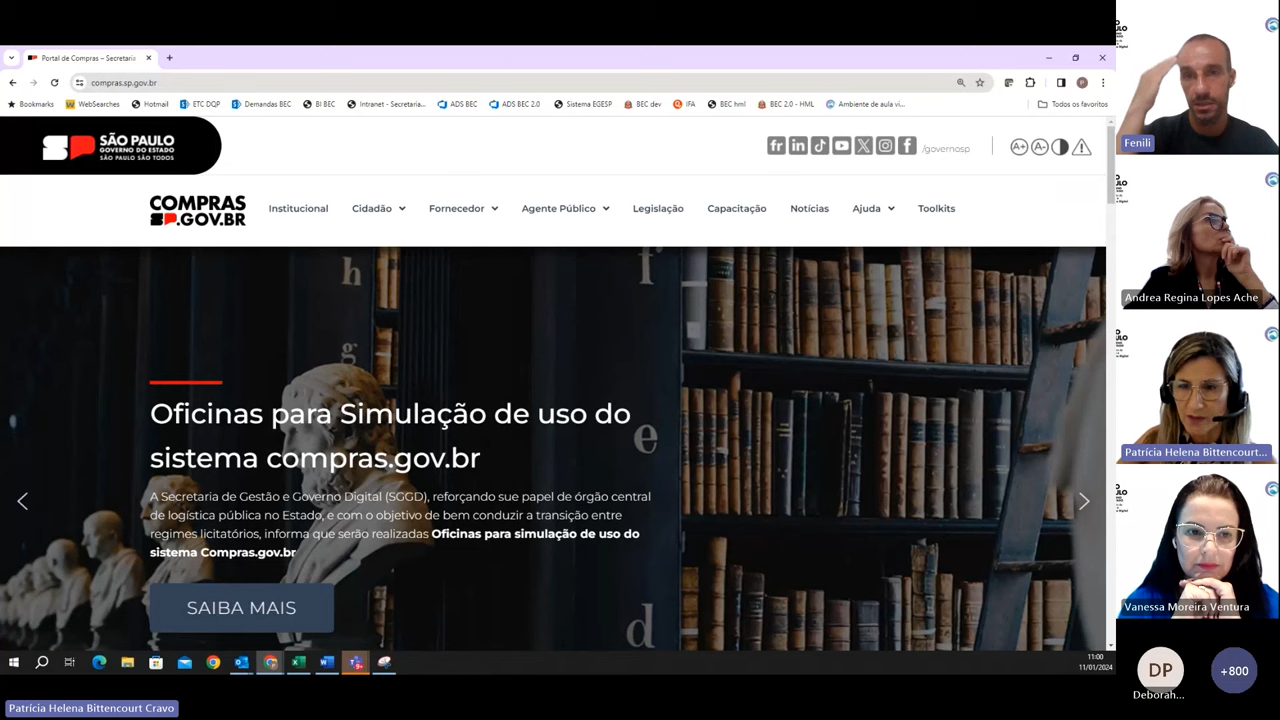 Portal de Compras – Secretaria
compras.sp.gov.br
Bookmarks
WebSearches
Hotmail
ETC DQP
Demandas BEC
BI BEC
Intranet - Secretaria...
ADS BEC
ADS BEC 2.0
Sistema EGESP
BEC dev
IFA
BEC hml
BEC 2.0 - HML
Ambiente de aula vi...
Todos os favoritos
SÃO PAULO
GOVERNO DO ESTADO
SÃO PAULO SÃO TODOS
/governosp
A+
A-
COMPRAS
SP.GOV.BR
Institucional
Cidadão
Fornecedor
Agente Público
Legislação
Capacitação
Notícias
Ajuda
Toolkits
h
f
g
e
d
Oficinas para Simulação de uso do
sistema compras.gov.br
A Secretaria de Gestão e Governo Digital (SGGD), reforçando sue papel de órgão central
de logística pública no Estado, e com o objetivo de bem conduzir a transição entre
regimes licitatórios, informa que serão realizadas Oficinas para simulação de uso do
sistema Compras.gov.br
SAIBA MAIS
11:00
11/01/2024
Patrícia Helena Bittencourt Cravo
Fenili
Andrea Regina Lopes Ache
Patrícia Helena Bittencourt...
Vanessa Moreira Ventura
DP
Deborah...
+800